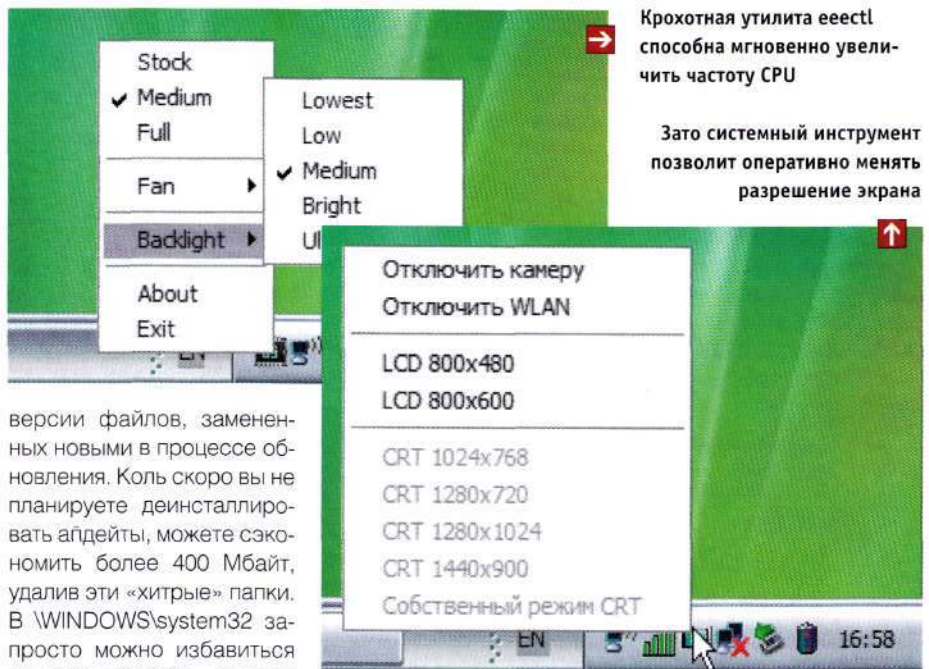 Stock
Medium
Full
Fan
Backlight
About
Exit
Lowest
Low
Medium
Bright
EN
Крохотная утилита eeectl
способна мгновенно увели-
чить частоту CPU
Зато системный инструмент
позволит оперативно менять
разрешение экрана
Отключить камеру
Отключить WLAN
LCD 800x480
LCD 800x600
CRT 1024x768
CRT 1280x720
CRT 1280x1024
CRT 1440x900
Собственный режим CRT
EN
16:58
версии файлов, заменен-
ных новыми в процессе об-
новления. Коль скоро вы не
планируете деинсталлиро-
вать апдейты, можете сэко-
номить более 400 Мбайт,
удалив эти «хитрые» папки.
В \WINDOWS\system32 за-
просто можно избавиться